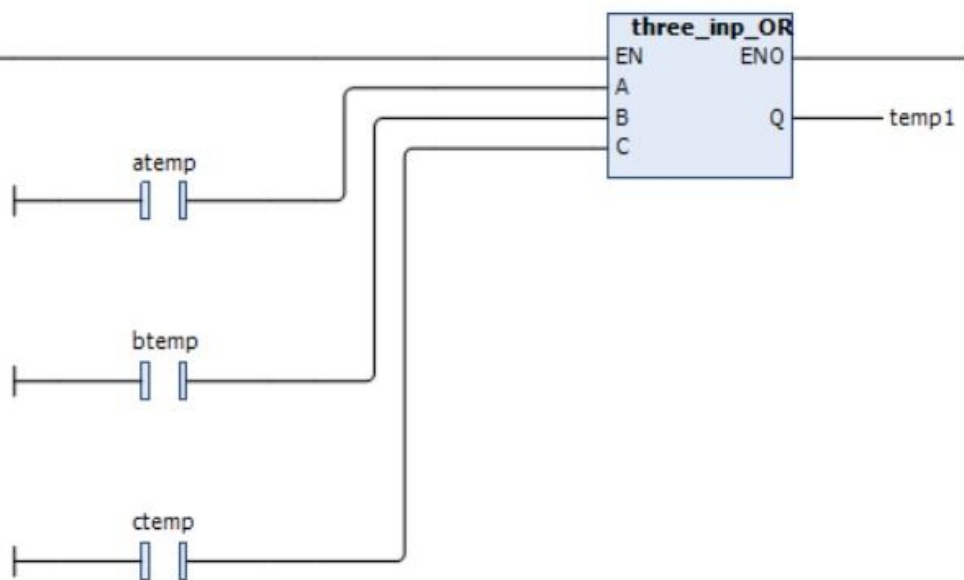 three_inp_OR
EN ENO
A
B Q temp1
C
atemp
btemp
ctemp